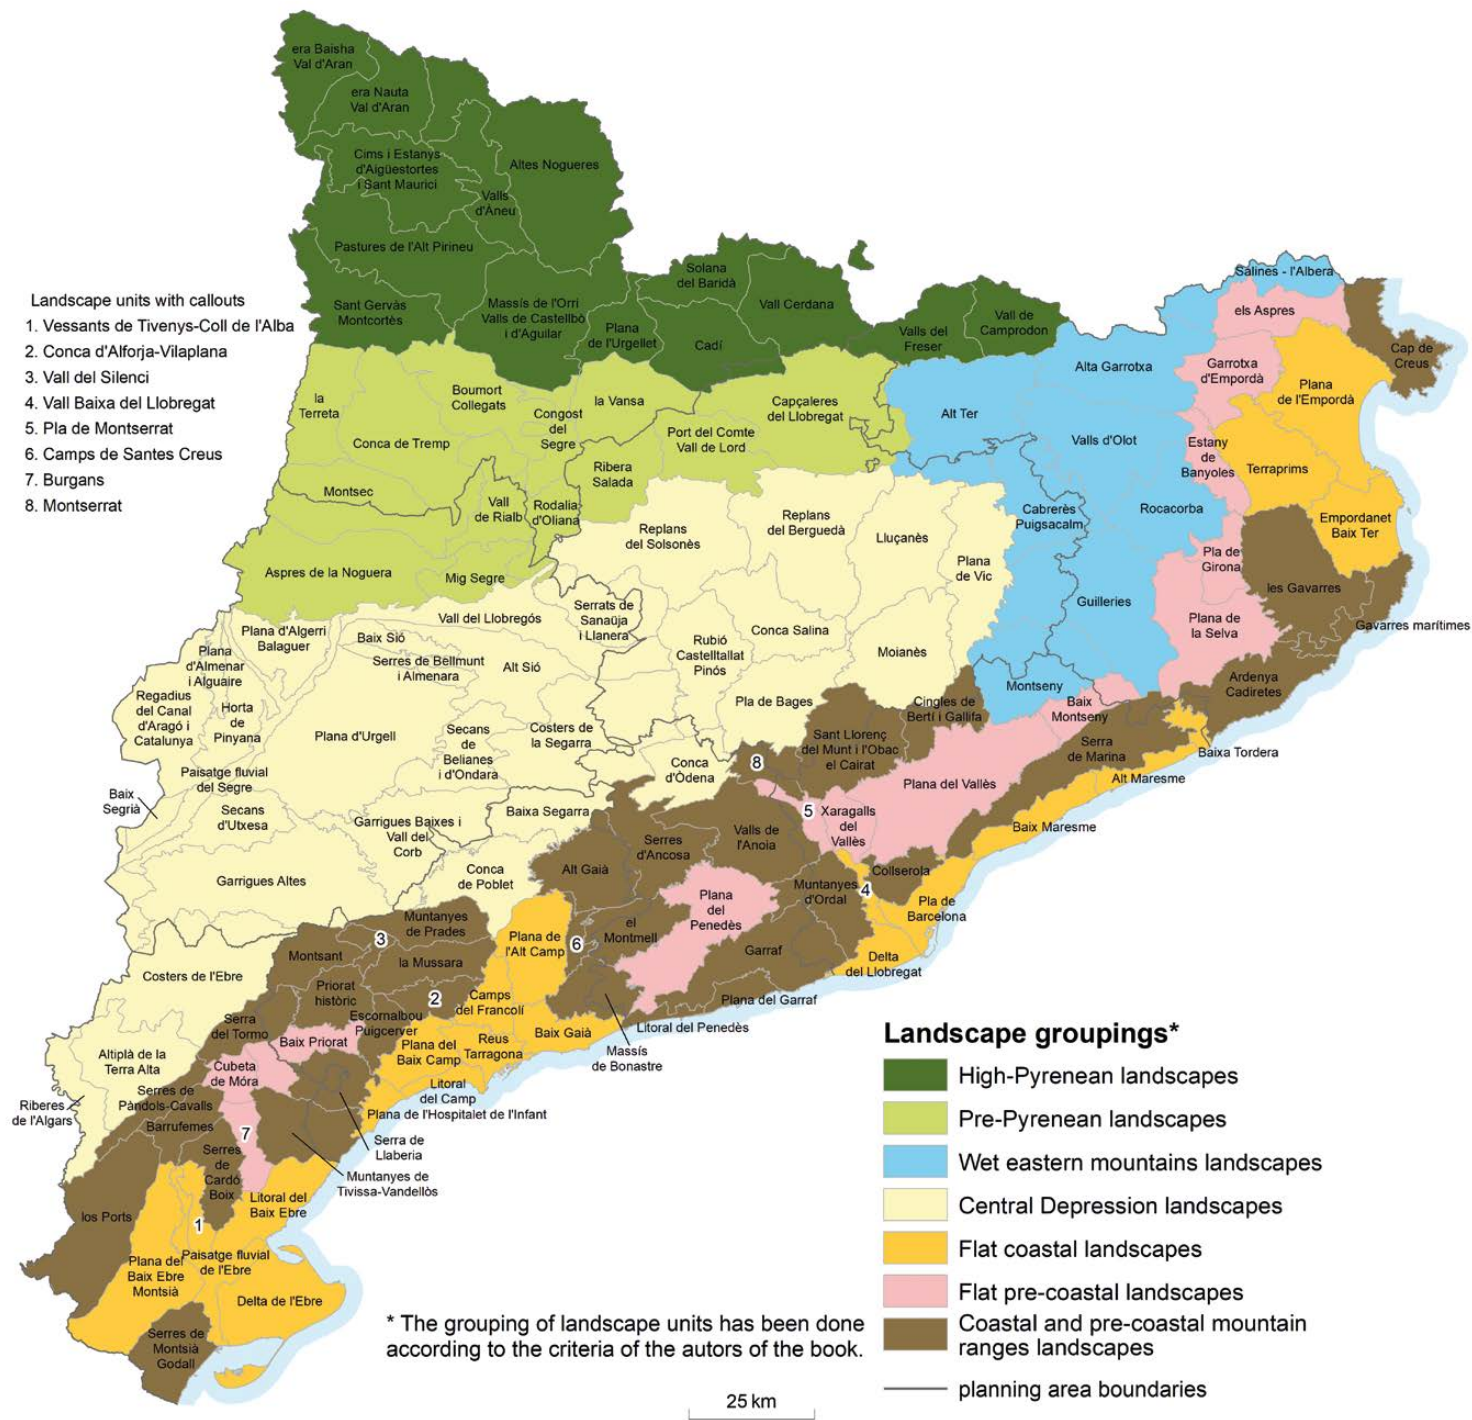 era Baisha
Val d'Aran
era Nauta
Val d'Aran
Cims i Estanys
d'Aigüestortes
i Sant Maurici
Altes Nogueres
Valls
d'Àneu
Pastures de l'Alt Pirineu
Sant Gervàs
Montcortès
Massís de l'Orri
Valls de Castellbò
i d'Aguilar
Plana
de l'Urgellet
Solana
del Baridà
Cadí
Vall Cerdana
Valls del
Freser
Vall de
Camprodon
Salines - l'Albera
els Aspres
Cap de
Creus
Landscape units with callouts
1. Vessants de Tivenys-Coll de l'Alba
2. Conca d'Alforja-Vilaplana
3. Vall del Silenci
4. Vall Baixa del Llobregat
5. Pla de Montserrat
6. Camps de Santes Creus
7. Burgans
8. Montserrat
la
Terreta
Boumort
Collegats
Conca de Tremp
Congost
del
Segre
la Vansa
Port del Comte
Vall de Lord
Capçaleres
del Llobregat
Ribera
Salada
Montsec
Vall
de Rialb
Rodalia
d'Oliana
Aspres de la Noguera
Mig Segre
Alt Ter
Alta Garrotxa
Valls d'Olot
Garrotxa
d'Empordà
Plana
de l'Empordà
Estany
de
Banyoles
Terraprims
Empordanet
Baix Ter
Cabrerès
Puigsacalm
Rocacorba
Pla de
Girona
les Gavarres
Gavarres marítimes
Guilleries
Plana de
la Selva
Ardenya
Cadiretes
Montseny
Baix
Montseny
Replans
del Solsonès
Replans
del Berguedà
Lluçanès
Plana
de Vic
Vall del Llobregós
Serrats de
Sanaüja
i Llanera
Rubió
Castelltallat
Pinós
Conca Salina
Moianès
Plana d'Algerri
Balaguer
Baix Sió
Serres de Bellmunt
i Almenara
Alt Sió
Plana
d'Almenar
i Alguaire
Regadius
del Canal
d'Aragó i
Catalunya
Horta
de
Pinyana
Plana d'Urgell
Secans
de
Belianes
i d'Ondara
Costers de
la Segarra
Pla de Bages
Cingles de
Bertí i Gallifa
Sant Llorenç
del Munt i l'Obac
el Cairat
Conca
d'Òdena
8
Serra
de Marina
Baixa Tordera
Alt Maresme
Plana del Vallès
Baix Maresme
Paisatge fluvial
del Segre
Baix
Segrià
Secans
d'Utxesa
Garrigues Baixes i
Vall del
Corb
Baixa Segarra
5
Xaragalls
del
Vallès
Valls de
l'Anoia
Serres
d'Ancosa
Alt Gaià
Conca
de Poblet
Garrigues Altes
Collserola
4
Muntanyes
d'Ordal
Pla de
Barcelona
Plana
del
Penedès
Delta
del Llobregat
Garraf
Plana del Garraf
el
Montmell
6
Plana de
l'Alt Camp
Muntanyes
de Prades
3
Montsant
la Mussara
2
Priorat
històric
Escornalbou
Puigcerver
Camps
del Francolí
Costers de l'Ebre
Serra
del Tormo
Baix Priorat
Plana del
Baix Camp
Reus
Tarragona
Baix Gaià
Litoral del Penedès
Massís
de Bonastre
Altiplà de la
Terra Alta
Cubeta
de Móra
Serres de
Pàndols-Cavalls
Riberes
de l'Algars
Barrufemes
Litoral
del Camp
Plana de l'Hospitalet de l'Infant
Serra de
Llaberia
Muntanyes de
Tivissa-Vandellòs
7
Serres
de
Cardó
Boix
Litoral del
Baix Ebre
los Ports
1
Plana del
Baix Ebre
Montsià
Paisatge fluvial
de l'Ebre
Delta de l'Ebre
Serres de
Montsià
Godall
Landscape groupings*
High-Pyrenean landscapes
Pre-Pyrenean landscapes
Wet eastern mountains landscapes
Central Depression landscapes
Flat coastal landscapes
Flat pre-coastal landscapes
Coastal and pre-coastal mountain
ranges landscapes
planning area boundaries
* The grouping of landscape units has been done
according to the criteria of the autors of the book.
25 km